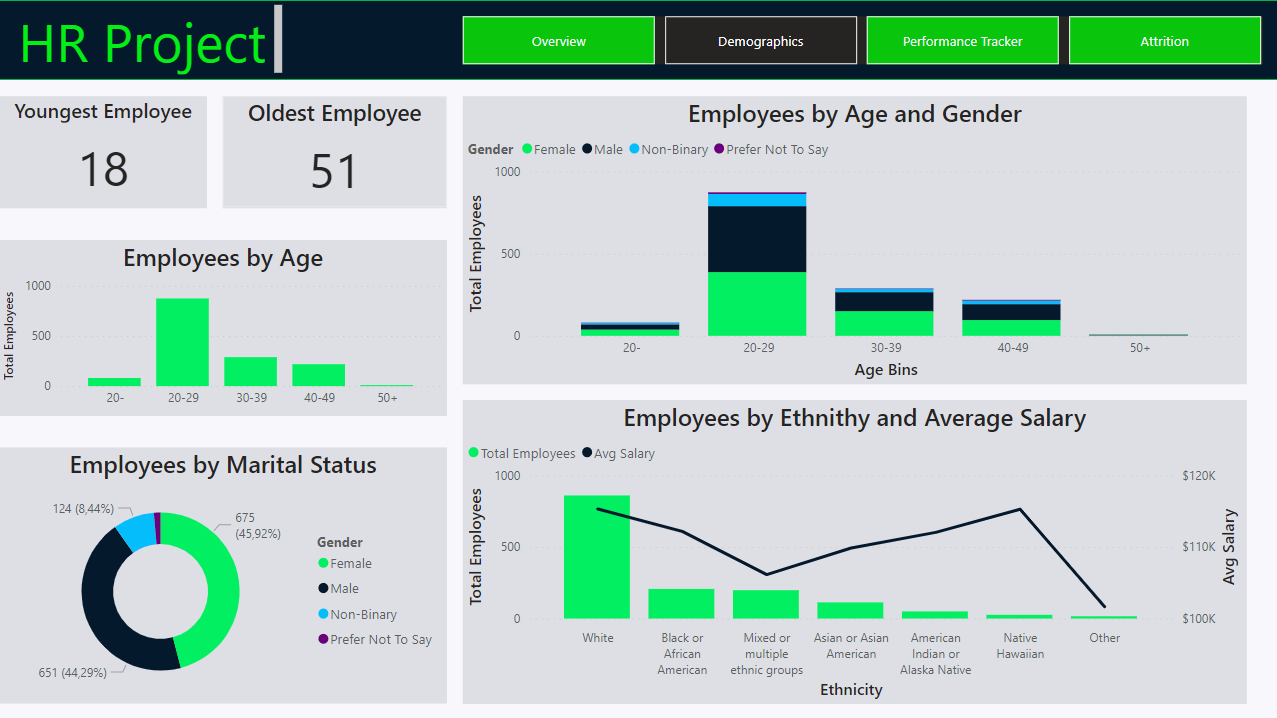 HR Project
Overview
Demographics
Performance Tracker
Attrition
Youngest Employee
18
Oldest Employee
51
Employees by Age
Total Employees
1000
500
0
20-
20-29
30-39
40-49
50+
Employees by Marital Status
124 (8,44%)
675
(45,92%)
651 (44,29%)
Gender
Female
Male
Non-Binary
Prefer Not To Say
Employees by Age and Gender
Gender Female Male Non-Binary Prefer Not To Say
Total Employees
1000
500
0
20-
20-29
30-39
40-49
50+
Age Bins
Employees by Ethnithy and Average Salary
Total Employees Avg Salary
Total Employees
1000
500
0
$120K
$110K
$100K
Avg Salary
White
Black or
African
American
Mixed or
multiple
ethnic groups
Asian or Asian
American
American
Indian or
Alaska Native
Native
Hawaiian
Other
Ethnicity